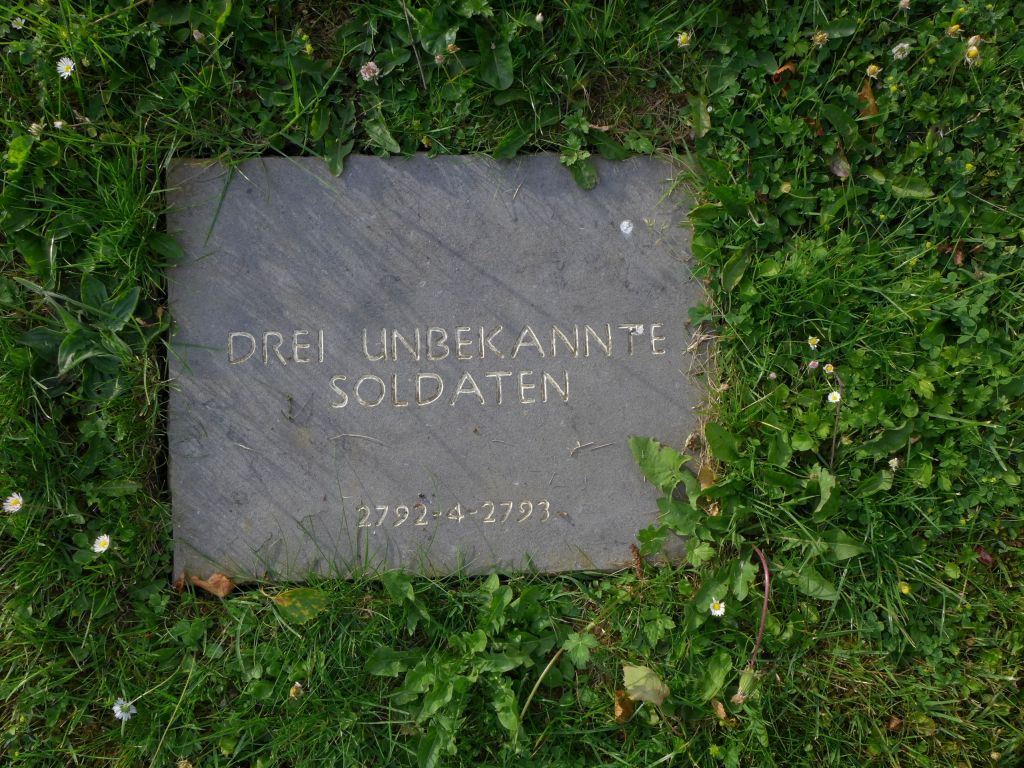 DREI UNBEKANNTE
SOLDATEN
2792-4-2793